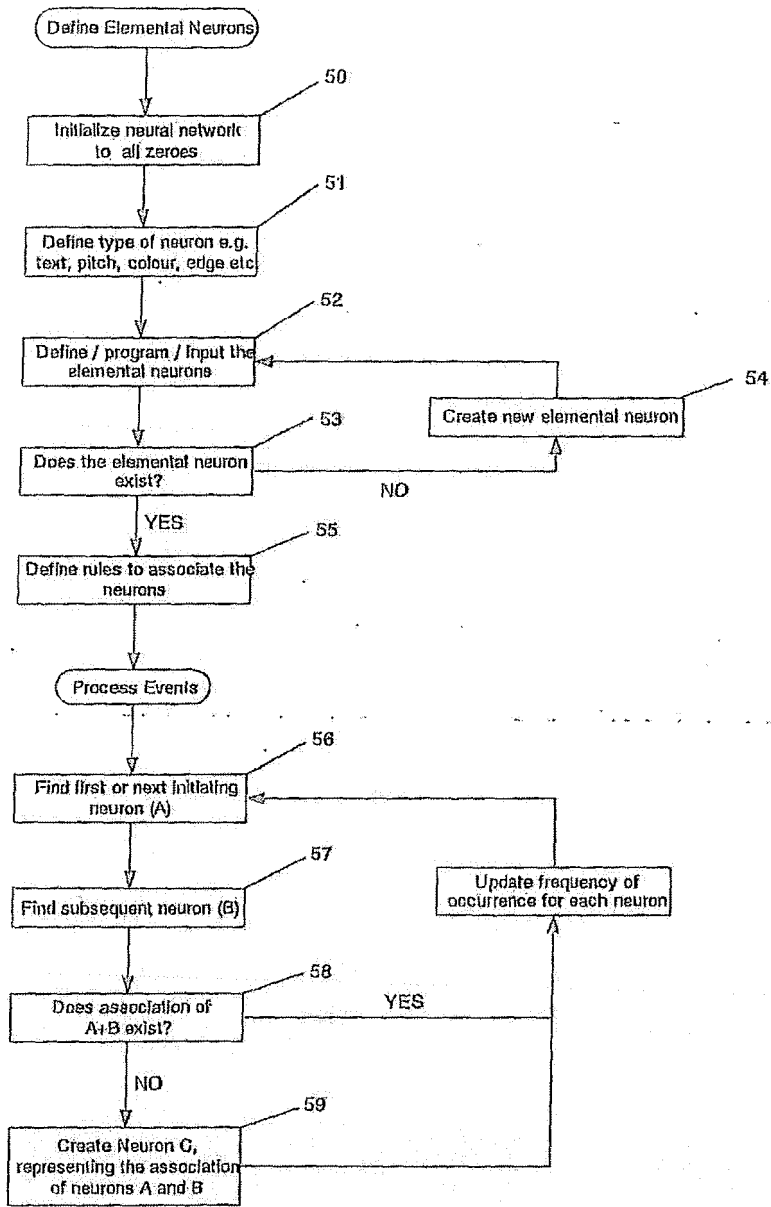 Define Elemental Neurons
50
Initialize neural network
to all zeroes
51
Define type of neuron e.g.
text, pitch, colour, edge etc
52
Define / program / Input the
elemental neurons
54
Create new elemental neuron
53
Does the elemental neuron
exist?
NO
YES
55
Define rules to associate the
neurons
Process Events
56
Find first or next initiating
neuron (A)
57
Find subsequent neuron (B)
Update frequency of
occurrence for each neuron
58
Does association of
A+B exist?
YES
NO
59
Create Neuron C,
representing the association
of neurons A and B